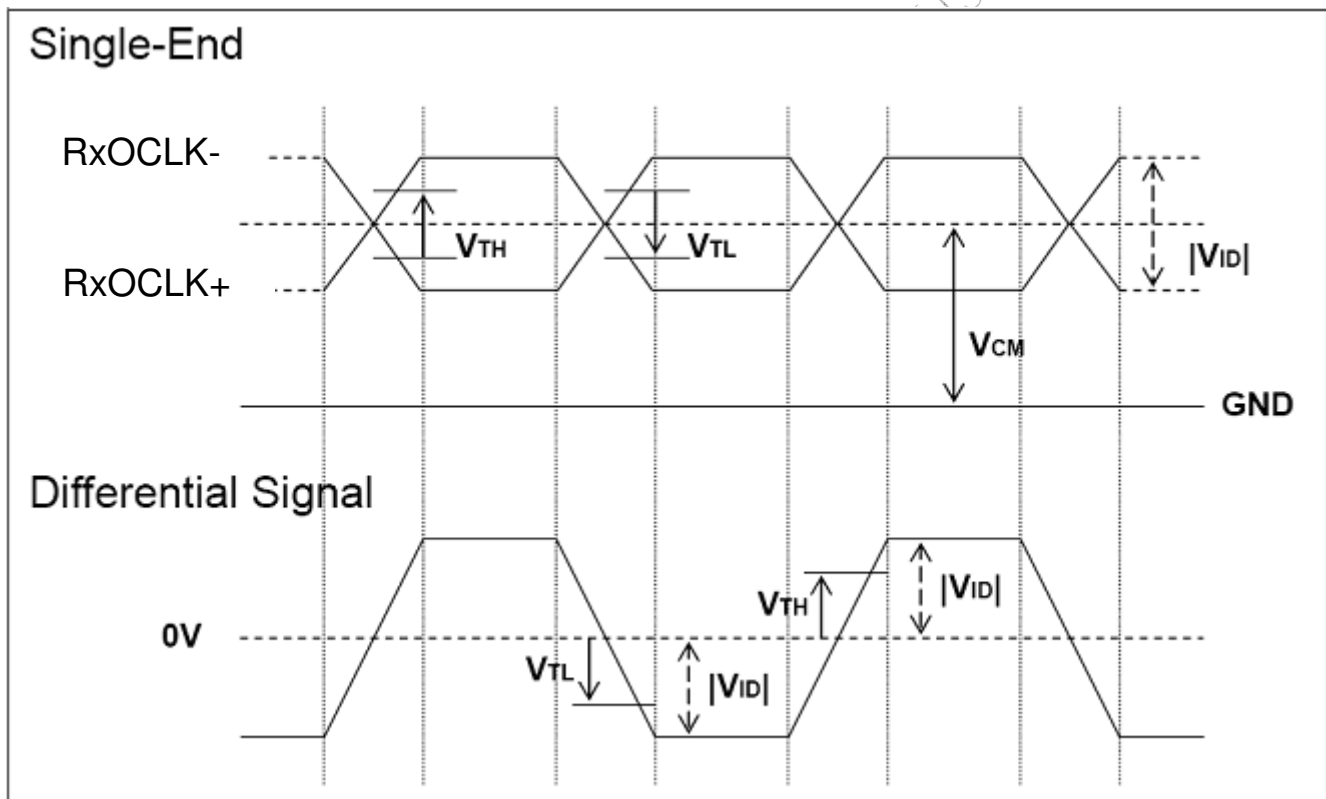 Single-End
RxOCLK-
VTH
VTL
|VID|
RxOCLK+
VCM
GND
Differential Signal
VTH
|VID|
0V
VTL
|VID|